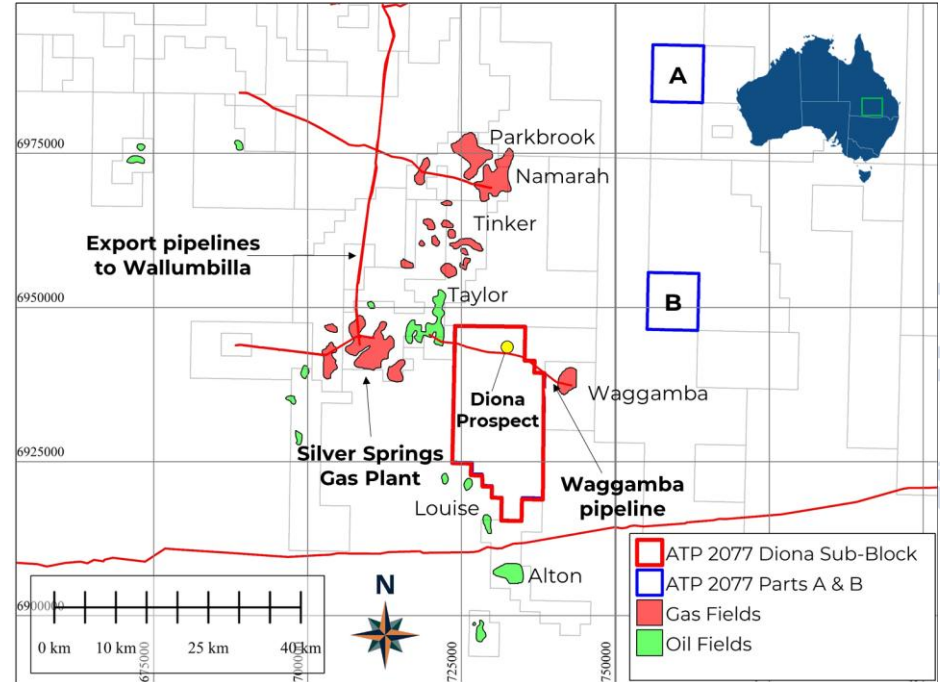 A
Parkbrook
6975000
Namarah
Tinker
Export pipelines
to Wallumbilla
Taylor
B
6950000
Diona
Prospect
Waggamba
Silver Springs
Gas Plant
6925000
Waggamba
pipeline
Louise
ATP 2077 Diona Sub-Block
ATP 2077 Parts A & B
Gas Fields
Oil Fields
Alton
N
6900000
0 km
10 km
25 km
40 km
675000
700000
725000
750000